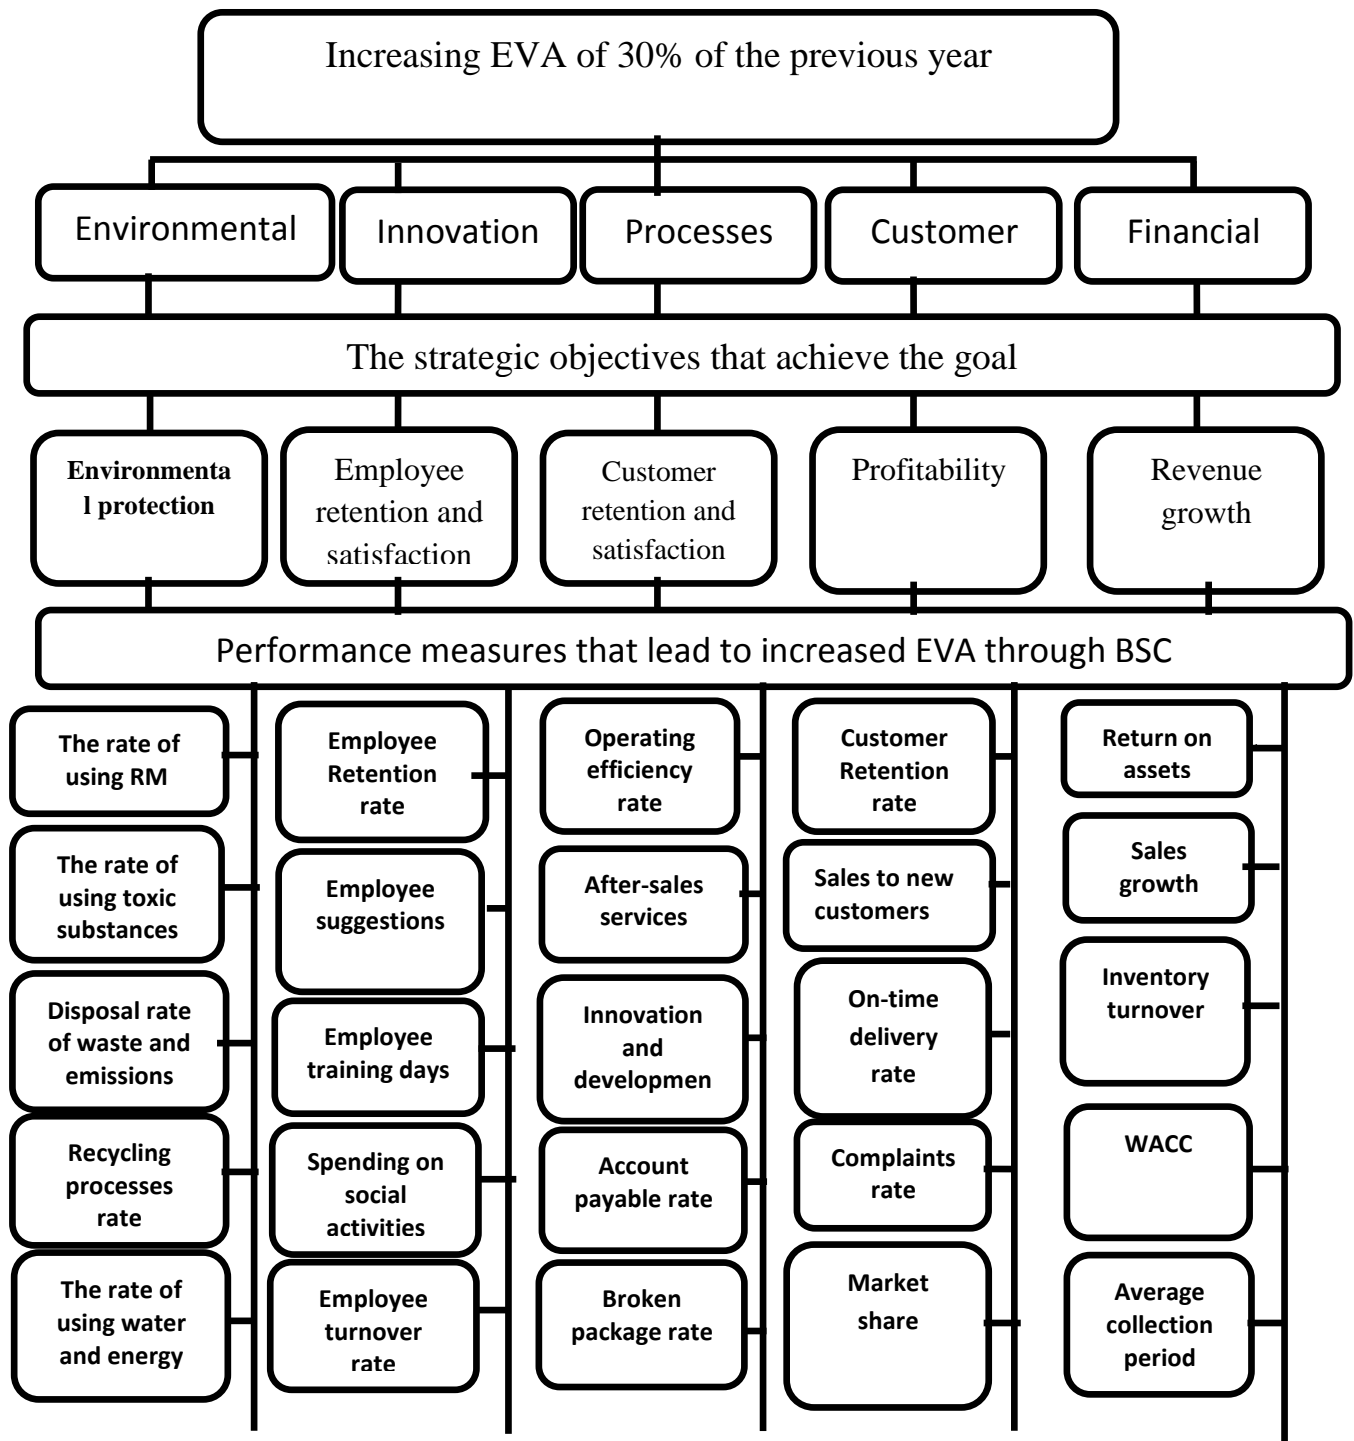 Increasing EVA of 30% of the previous year
Environmental
Innovation
Processes
Customer
Financial
The strategic objectives that achieve the goal
Environmenta
l protection
Employee
retention and
satisfaction
Customer
retention and
satisfaction
Profitability
Revenue
growth
Performance measures that lead to increased EVA through BSC
The rate of
using RM
The rate of
using toxic
substances
Disposal rate
of waste and
emissions
Recycling
processes
rate
The rate of
using water
and energy
Employee
Retention
rate
Employee
suggestions
Employee
training days
Spending on
social
activities
Employee
turnover
rate
Operating
efficiency
rate
After-sales
services
Innovation
and
developmen
Account
payable rate
Broken
package rate
Customer
Retention
rate
Sales to new
customers
On-time
delivery
rate
Complaints
rate
Market
share
Return on
assets
Sales
growth
Inventory
turnover
WACC
Average
collection
period